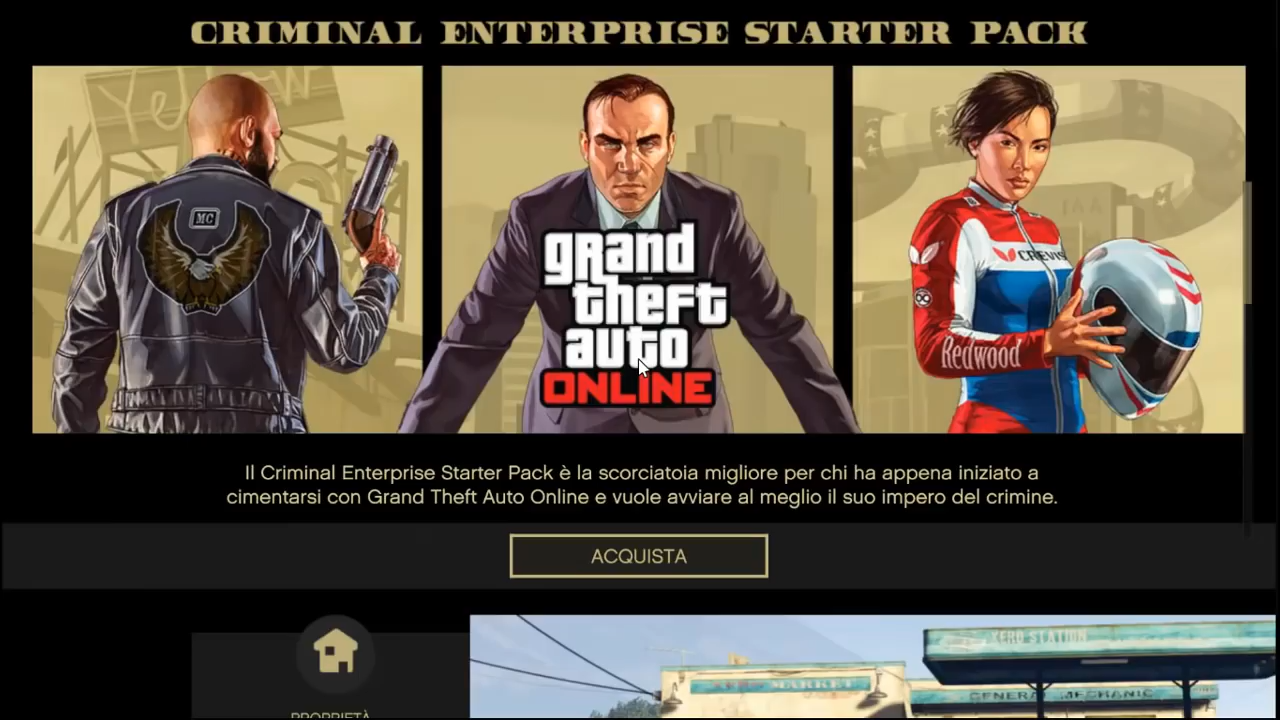 CRIMINAL ENTERPRISE STARTER PACK
Yellow
MC
grand
theft
auto
ONLINE
CREVIS
Redwood
Il Criminal Enterprise Starter Pack è la scorciatoia migliore per chi ha appena iniziato a
cimentarsi con Grand Theft Auto Online e vuole avviare al meglio il suo impero del crimine.
ACQUISTA
XERO STATION
MARKET
GENERAL MECHANIC
PROPRIETÀ